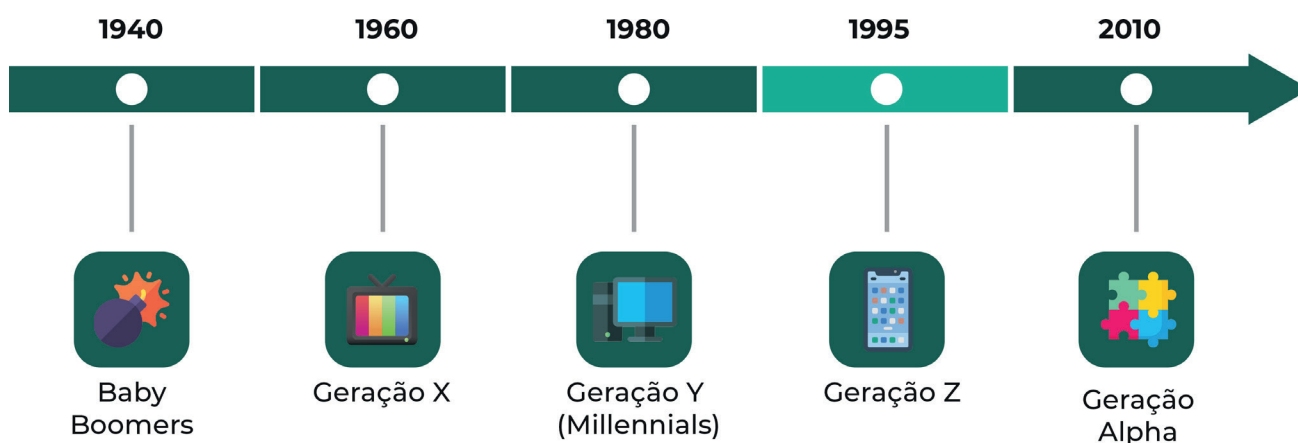 1940
1960
1980
1995
2010
Baby
Boomers
Geração X
Geração Y
(Millennials)
Geração Z
Geração
Alpha